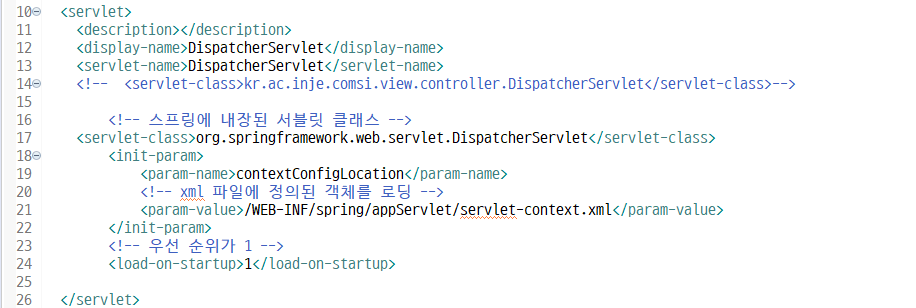 10 <servlet>
11 <description></description>
12 <display-name>DispatcherServlet</display-name>
13 <servlet-name>DispatcherServlet</servlet-name>
14 <!-- <servlet-class>kr.ac.inje.comsi.view.controller.DispatcherServlet</servlet-class>-->
15
16 <!-- 스프링에 내장된 서블릿 클래스 -->
17 <servlet-class>org.springframework.web.servlet.DispatcherServlet</servlet-class>
18 <init-param>
19 <param-name>contextConfigLocation</param-name>
20 <!-- xml 파일에 정의된 객체를 로딩 -->
21 <param-value>/WEB-INF/spring/appServlet/servlet-context.xml</param-value>
22 </init-param>
23 <!-- 우선 순위가 1 -->
24 <load-on-startup>1</load-on-startup>
25
26 </servlet>